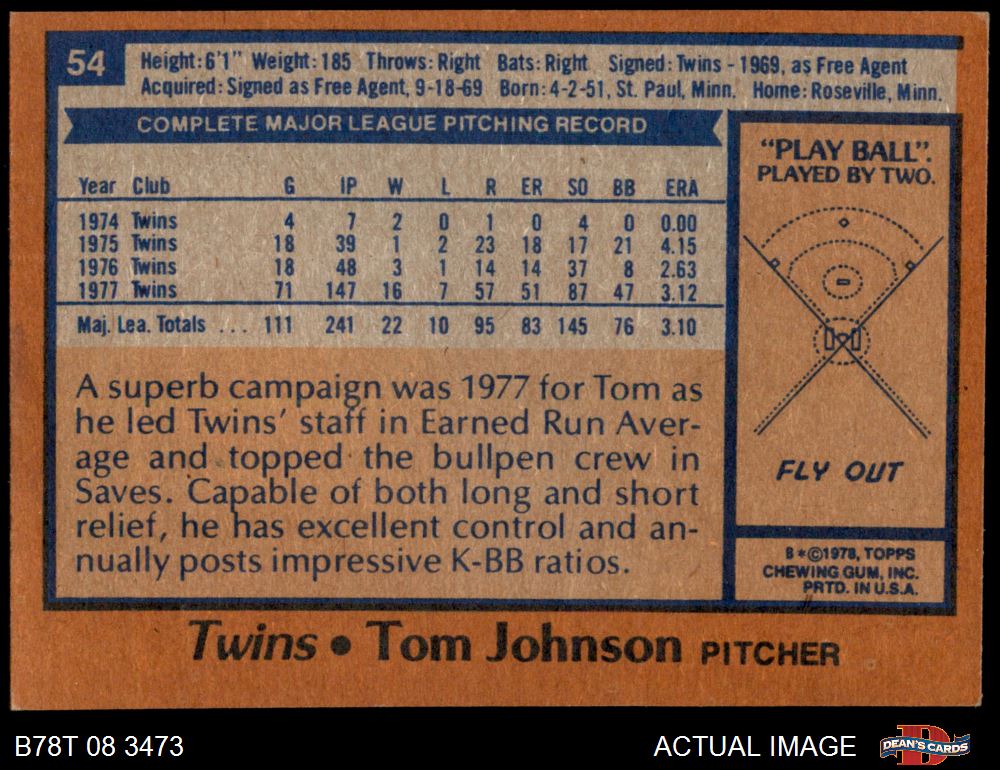 54
Height: 6'1" Weight: 185 Throws: Right Bats: Right Signed: Twins - 1969, as Free Agent
Acquired: Signed as Free Agent, 9-18-69 Born: 4-2-51, St. Paul, Minn. Home: Roseville, Minn.
COMPLETE MAJOR LEAGUE PITCHING RECORD
Year Club G IP W L R ER SO BB ERA
1974 Twins 4 7 2 0 1 0 4 0 0.00
1975 Twins 18 39 1 2 23 18 17 21 4.15
1976 Twins 18 48 3 1 14 14 37 8 2.63
1977 Twins 71 147 16 7 57 51 87 47 3.12
Maj. Lea. Totals ... 111 241 22 10 95 83 145 76 3.10
A superb campaign was 1977 for Tom as
he led Twins' staff in Earned Run Aver-
age and topped the bullpen crew in
Saves. Capable of both long and short
relief, he has excellent control and an-
nually posts impressive K-BB ratios.
"PLAY BALL".
PLAYED BY TWO.
FLY OUT
8*©1978, TOPPS
CHEWING GUM, INC.
PRTD. IN U.S.A.
Twins • Tom Johnson PITCHER
B78T 08 3473
ACTUAL IMAGE
D
DEAN'S CARDS